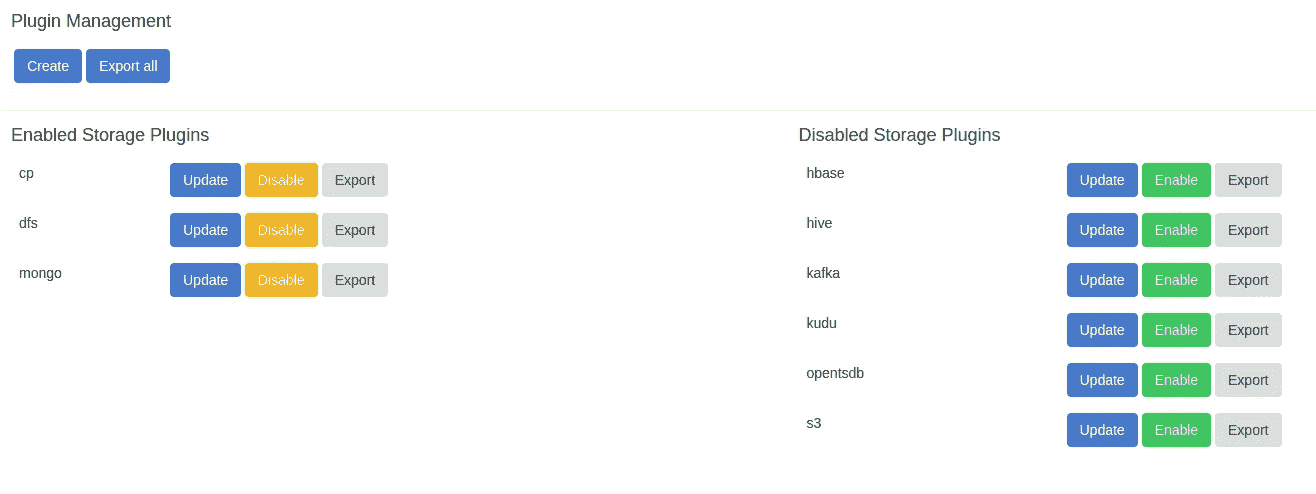 Plugin Management
Create Export all
Enabled Storage Plugins
cp Update Disable Export
dfs Update Disable Export
mongo Update Disable Export
Disabled Storage Plugins
hbase Update Enable Export
hive Update Enable Export
kafka Update Enable Export
kudu Update Enable Export
opentsdb Update Enable Export
s3 Update Enable Export